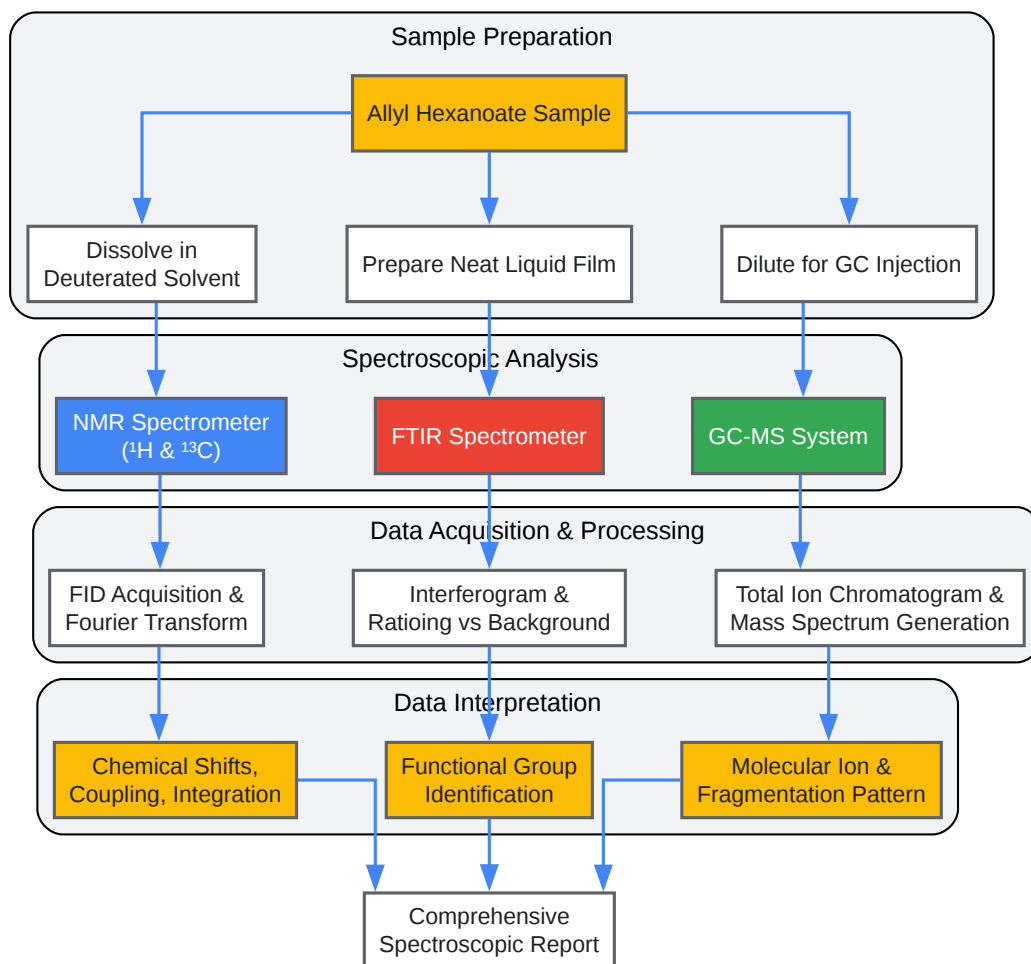 Sample Preparation
Allyl Hexanoate Sample
Dissolve in
Deuterated Solvent
Prepare Neat Liquid Film
Dilute for GC Injection
Spectroscopic Analysis
NMR Spectrometer
(¹H & ¹³C)
FTIR Spectrometer
GC-MS System
Data Acquisition & Processing
FID Acquisition &
Fourier Transform
Interferogram &
Ratioing vs Background
Total Ion Chromatogram &
Mass Spectrum Generation
Data Interpretation
Chemical Shifts,
Coupling, Integration
Functional Group
Identification
Molecular Ion &
Fragmentation Pattern
Comprehensive
Spectroscopic Report